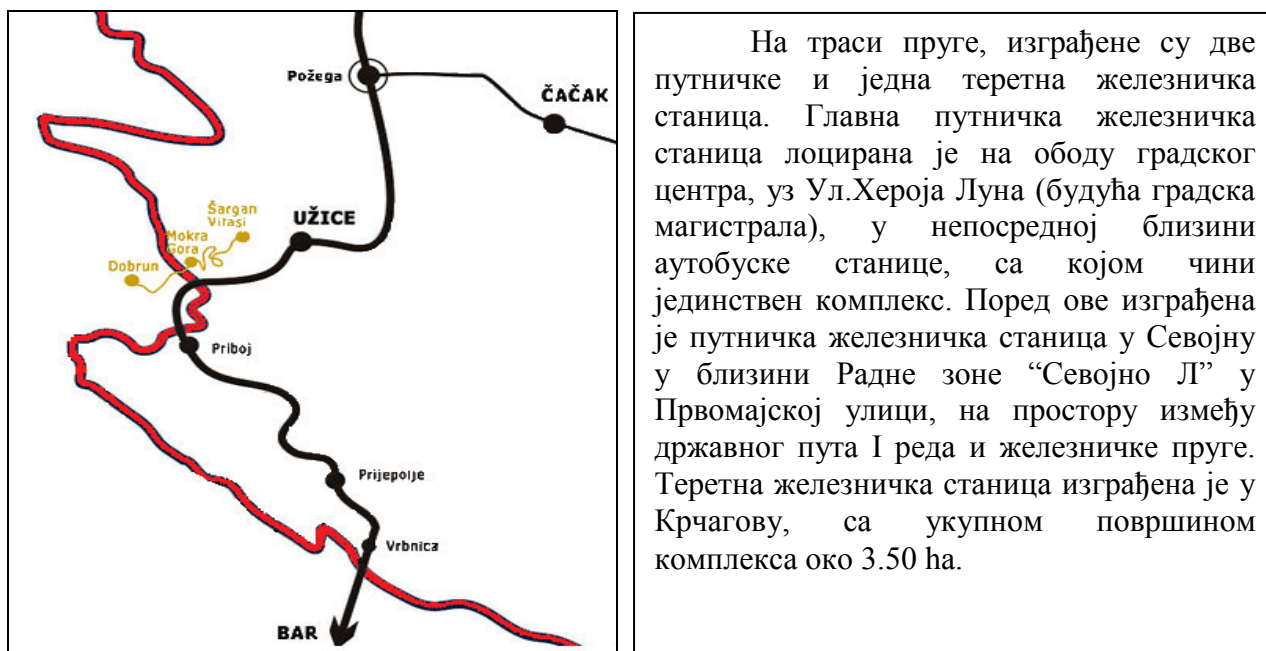 Požega
ČAČAK
Šargan
Vitasi
UŽICE
Mokra
Gora
Dobrun
Priboj
Prijepolje
Vrbnica
BAR
На траси пруге, изграђене су две
путничке и једна теретна железничка
станица. Главна путничка железничка
станица лоцирана је на ободу градског
центра, уз Ул.Хероја Луна (будућа градска
магистрала), у непосредној близини
аутобуске станице, са којом чини
јединствен комплекс. Поред ове изграђена
је путничка железничка станица у Севојну
у близини Радне зоне “Севојно Л” у
Првомајској улици, на простору између
државног пута I реда и железничке пруге.
Теретна железничка станица изграђена је у
Крчагову, са укупном површином
комплекса око 3.50 ha.